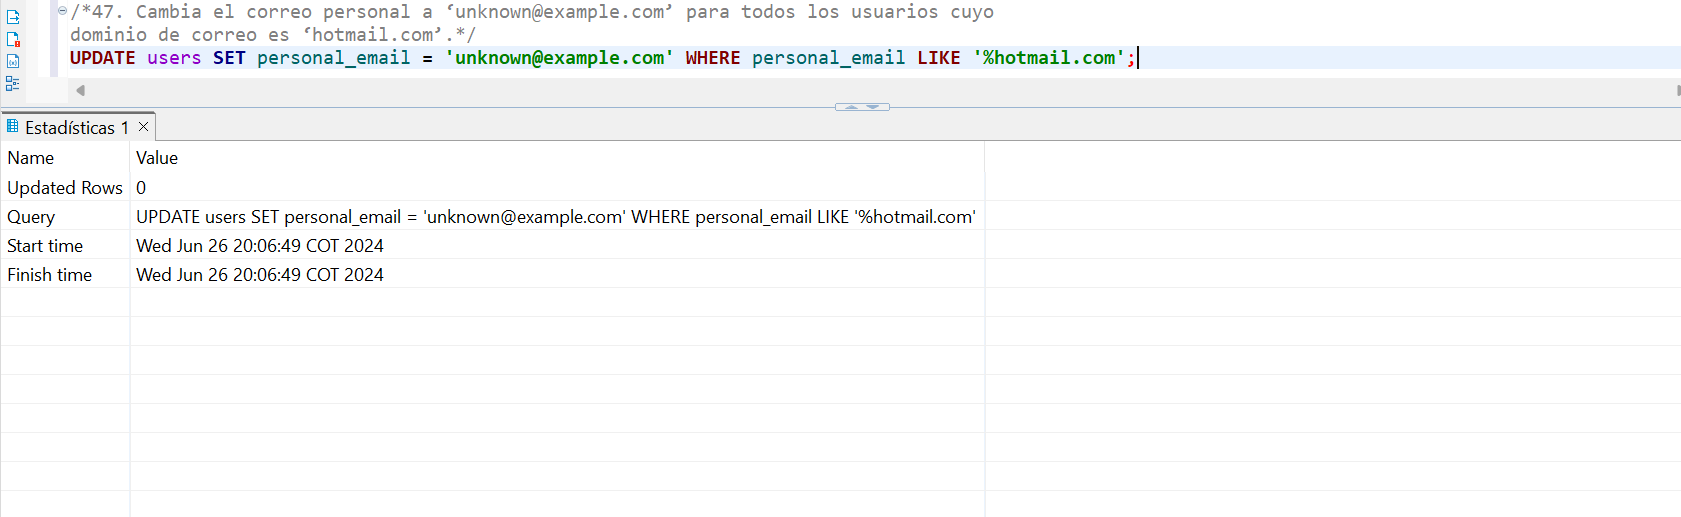 /*47. Cambia el correo personal a ‘unknown@example.com’ para todos los usuarios cuyo
dominio de correo es ‘hotmail.com’.*/
UPDATE users SET personal_email = 'unknown@example.com' WHERE personal_email LIKE '%hotmail.com';
Estadísticas 1
Name Value
Updated Rows 0
Query UPDATE users SET personal_email = 'unknown@example.com' WHERE personal_email LIKE '%hotmail.com'
Start time Wed Jun 26 20:06:49 COT 2024
Finish time Wed Jun 26 20:06:49 COT 2024